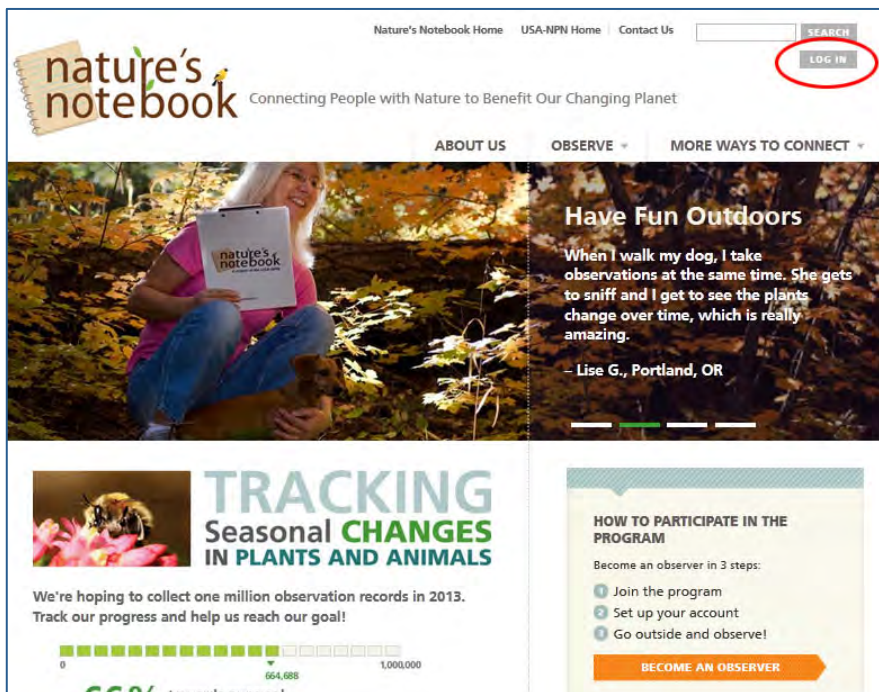 Nature's Notebook Home USA-NPN Home Contact Us SEARCH
LOG IN
nature's
notebook
Connecting People with Nature to Benefit Our Changing Planet
ABOUT US OBSERVE MORE WAYS TO CONNECT
nature's
notebook
Have Fun Outdoors
When I walk my dog, I take
observations at the same time. She gets
to sniff and I get to see the plants
change over time, which is really
amazing.
– Lise G., Portland, OR
TRACKING
Seasonal CHANGES
IN PLANTS AND ANIMALS
We're hoping to collect one million observation records in 2013.
Track our progress and help us reach our goal!
0 1,000,000
664,688
66%
HOW TO PARTICIPATE IN THE
PROGRAM
Become an observer in 3 steps:
1 Join the program
2 Set up your account
3 Go outside and observe!
BECOME AN OBSERVER